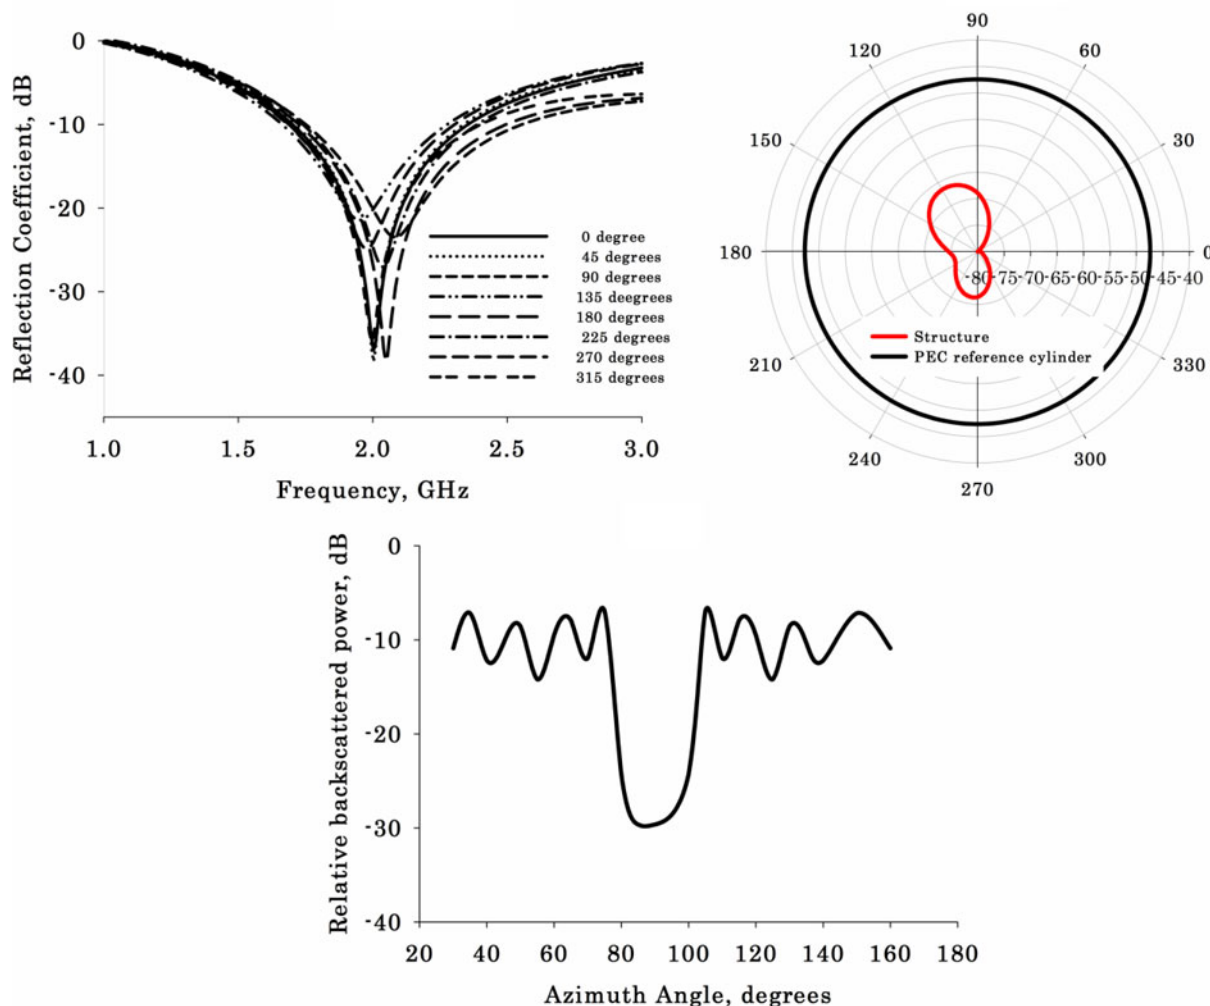 0
-10
-20
-30
-40
Reflection Coefficient, dB
1.0 1.5 2.0 2.5 3.0
Frequency, GHz
0 degree
45 degrees
90 degrees
135 deegrees
180 degrees
225 degrees
270 degrees
315 degrees
90
120 60
150 30
180 0
-80 -75 -70 -65 -60 -55 -50 -45 -40
Structure
PEC reference cylinder
210 330
240 300
270
Relative backscattered power, dB
0
-10
-20
-30
-40
20 40 60 80 100 120 140 160 180
Azimuth Angle, degrees